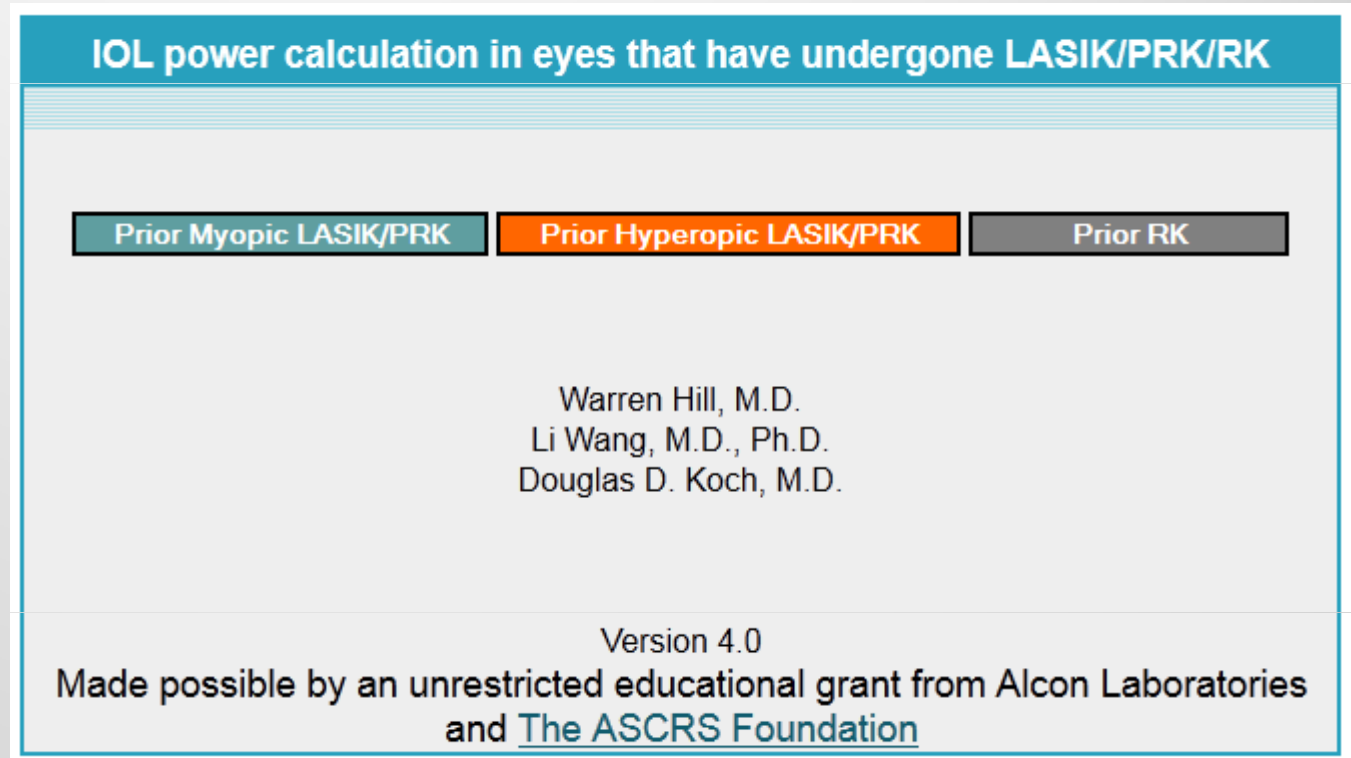 IOL power calculation in eyes that have undergone LASIK/PRK/RK
Prior Myopic LASIK/PRK Prior Hyperopic LASIK/PRK Prior RK
Warren Hill, M.D.
Li Wang, M.D., Ph.D.
Douglas D. Koch, M.D.
Version 4.0
Made possible by an unrestricted educational grant from Alcon Laboratories
and The ASCRS Foundation